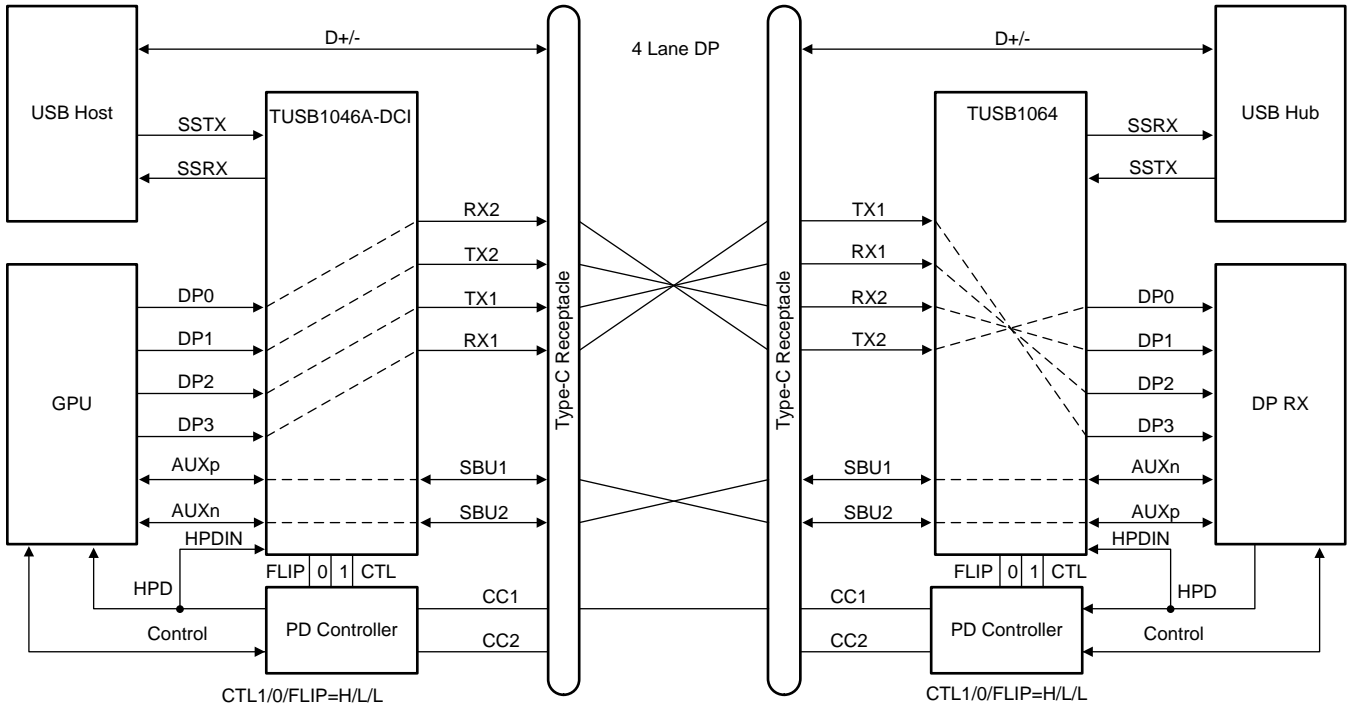 D+/-
4 Lane DP
D+/-
USB Host
TUSB1046A-DCI
TUSB1064
USB Hub
SSTX
SSRX
SSRX
SSTX
RX2
TX1
TX2
RX1
TX1
RX2
RX1
TX2
DP0
DP1
DP2
DP3
GPU
DP0
DP1
DP2
DP3
DP RX
Type-C Receptacle
Type-C Receptacle
AUXp
SBU1
SBU1
AUXn
AUXn
SBU2
SBU2
AUXp
HPDIN
HPDIN
FLIP 0 1 CTL
FLIP 0 1 CTL
HPD
CC1
CC1
HPD
Control
PD Controller
CC2
CC2
PD Controller
Control
CTL1/0/FLIP=H/L/L
CTL1/0/FLIP=H/L/L